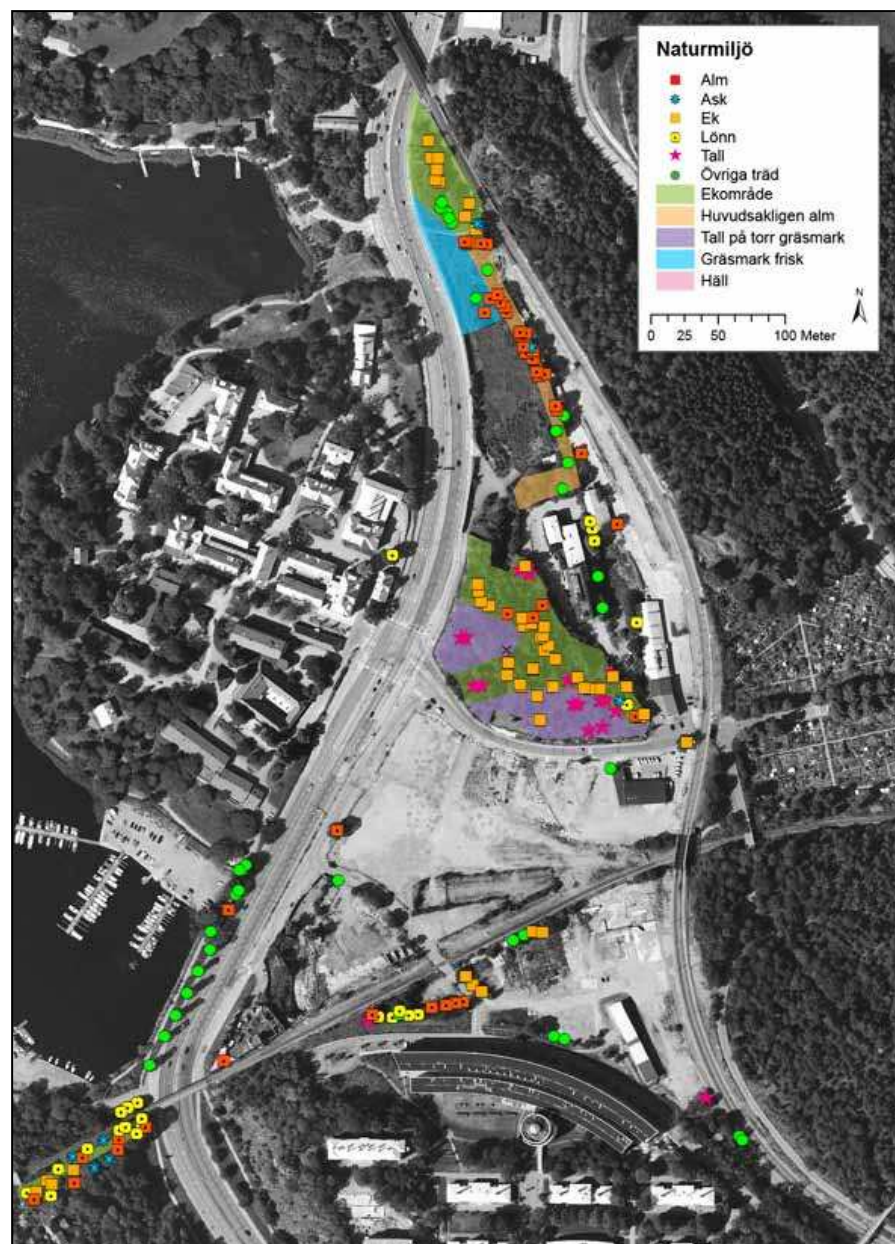 Naturmiljö
Alm
Ask
Ek
Lönn
Tall
Övriga träd
Ekområde
Huvudsakligen alm
Tall på torr gräsmark
Gräsmark frisk
Häll
N
0 25 50 100 Meter